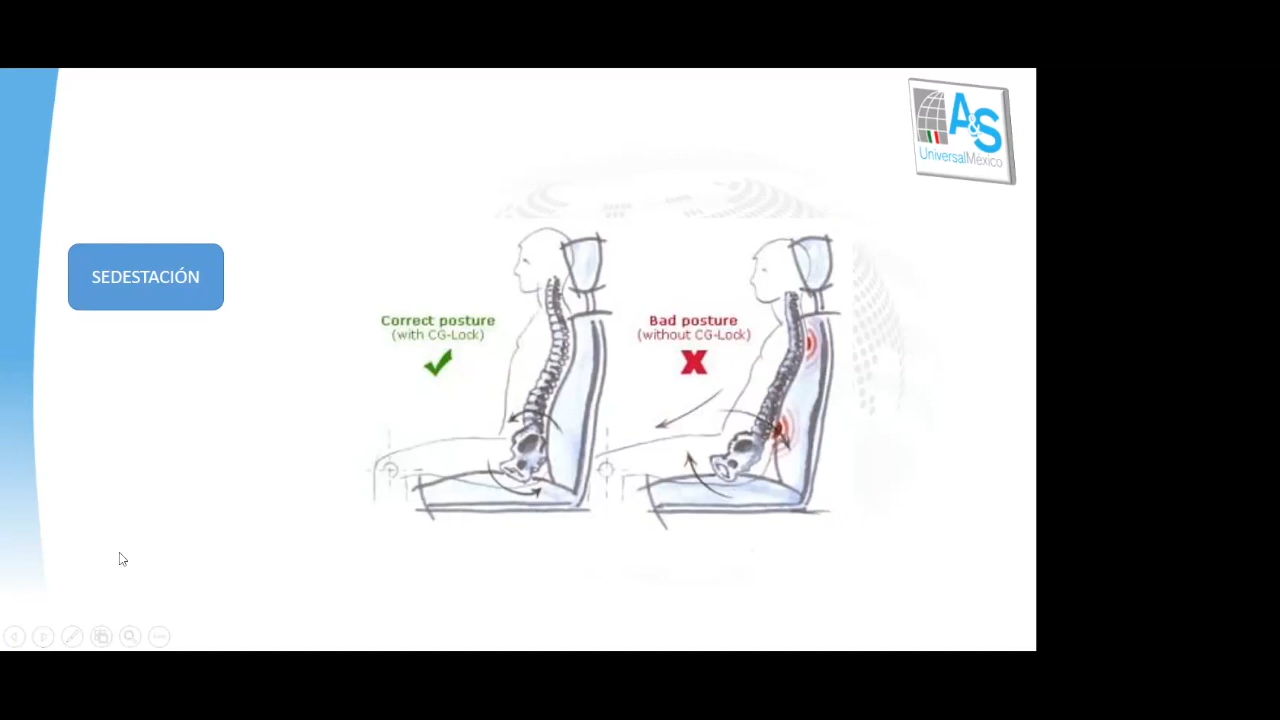 A&S
UniversalMéxico
SEDESTACIÓN
Correct posture
(with CG-Lock)
Bad posture
(without CG-Lock)